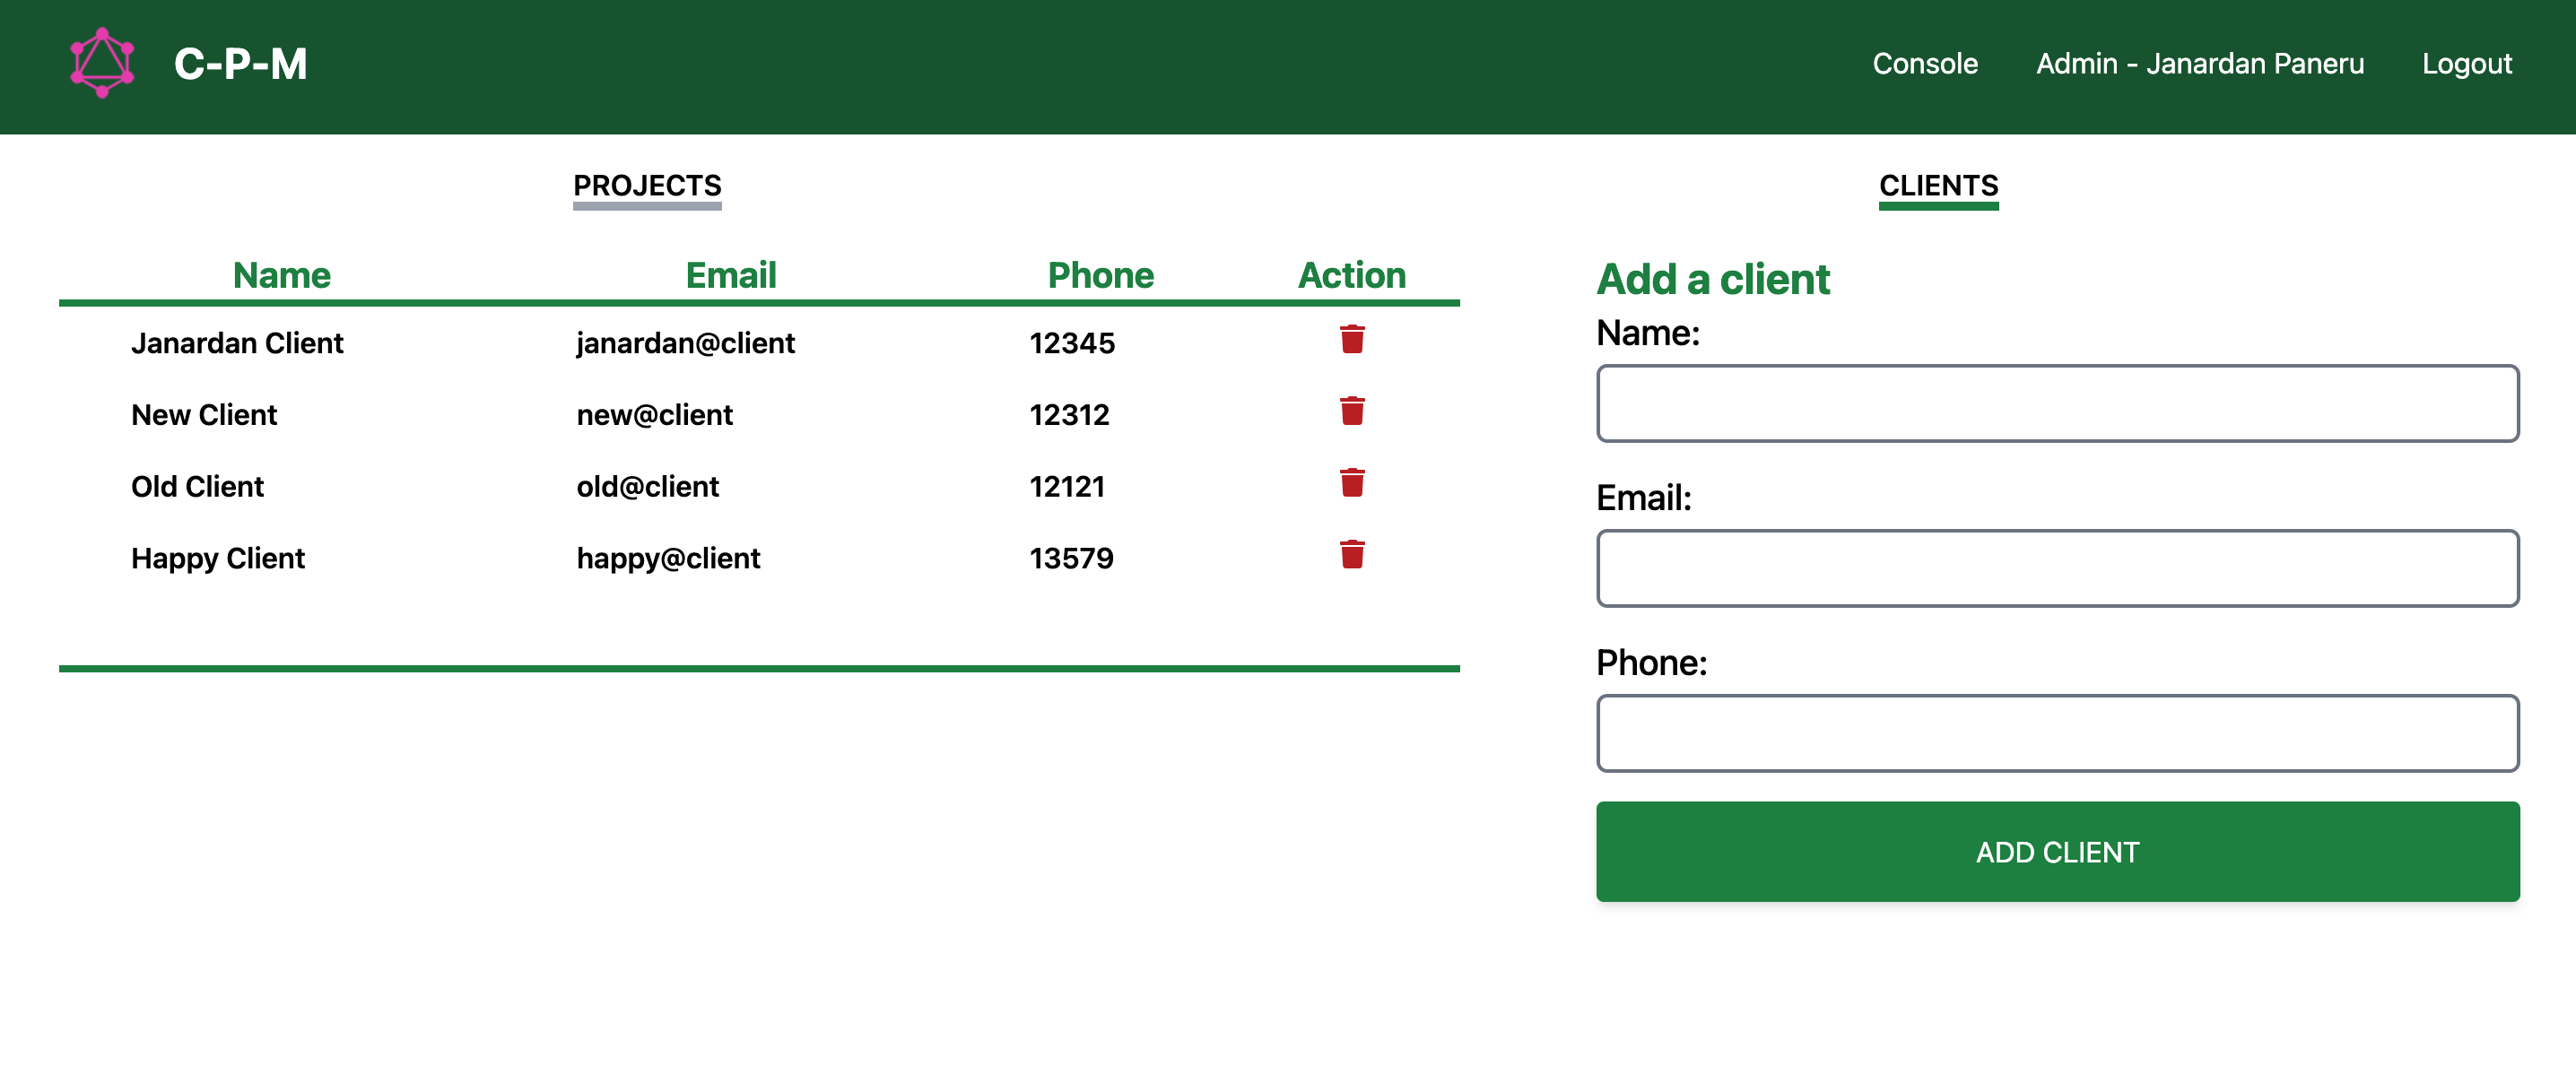 C-P-M
Console Admin - Janardan Paneru Logout
PROJECTS CLIENTS
Name Email Phone Action
Janardan Client janardan@client 12345
New Client new@client 12312
Old Client old@client 12121
Happy Client happy@client 13579
Add a client
Name:
Email:
Phone:
ADD CLIENT